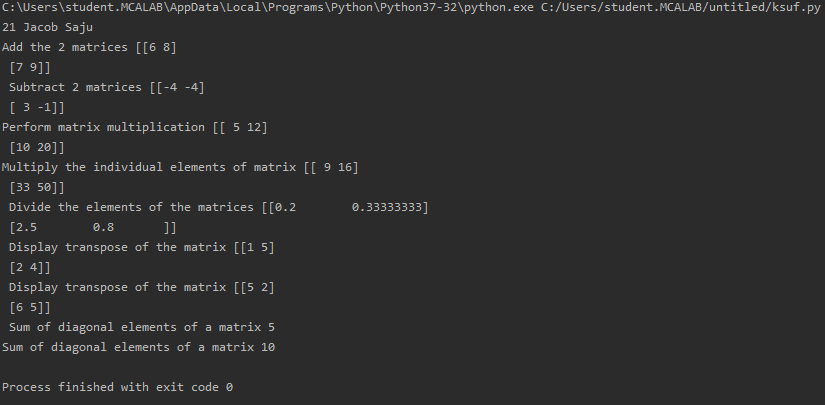 C:\Users\student.MCALAB\AppData\Local\Programs\Python\Python37-32\python.exe C:/Users/student.MCALAB/untitled/ksuf.py
21 Jacob Saju
Add the 2 matrices [[6 8]
 [7 9]]
 Subtract 2 matrices [[-4 -4]
 [ 3 -1]]
Perform matrix multiplication [[ 5 12]
 [10 20]]
Multiply the individual elements of matrix [[ 9 16]
 [33 50]]
 Divide the elements of the matrices [[0.2        0.33333333]
 [2.5        0.8       ]]
 Display transpose of the matrix [[1 5]
 [2 4]]
 Display transpose of the matrix [[5 2]
 [6 5]]
 Sum of diagonal elements of a matrix 5
Sum of diagonal elements of a matrix 10

Process finished with exit code 0